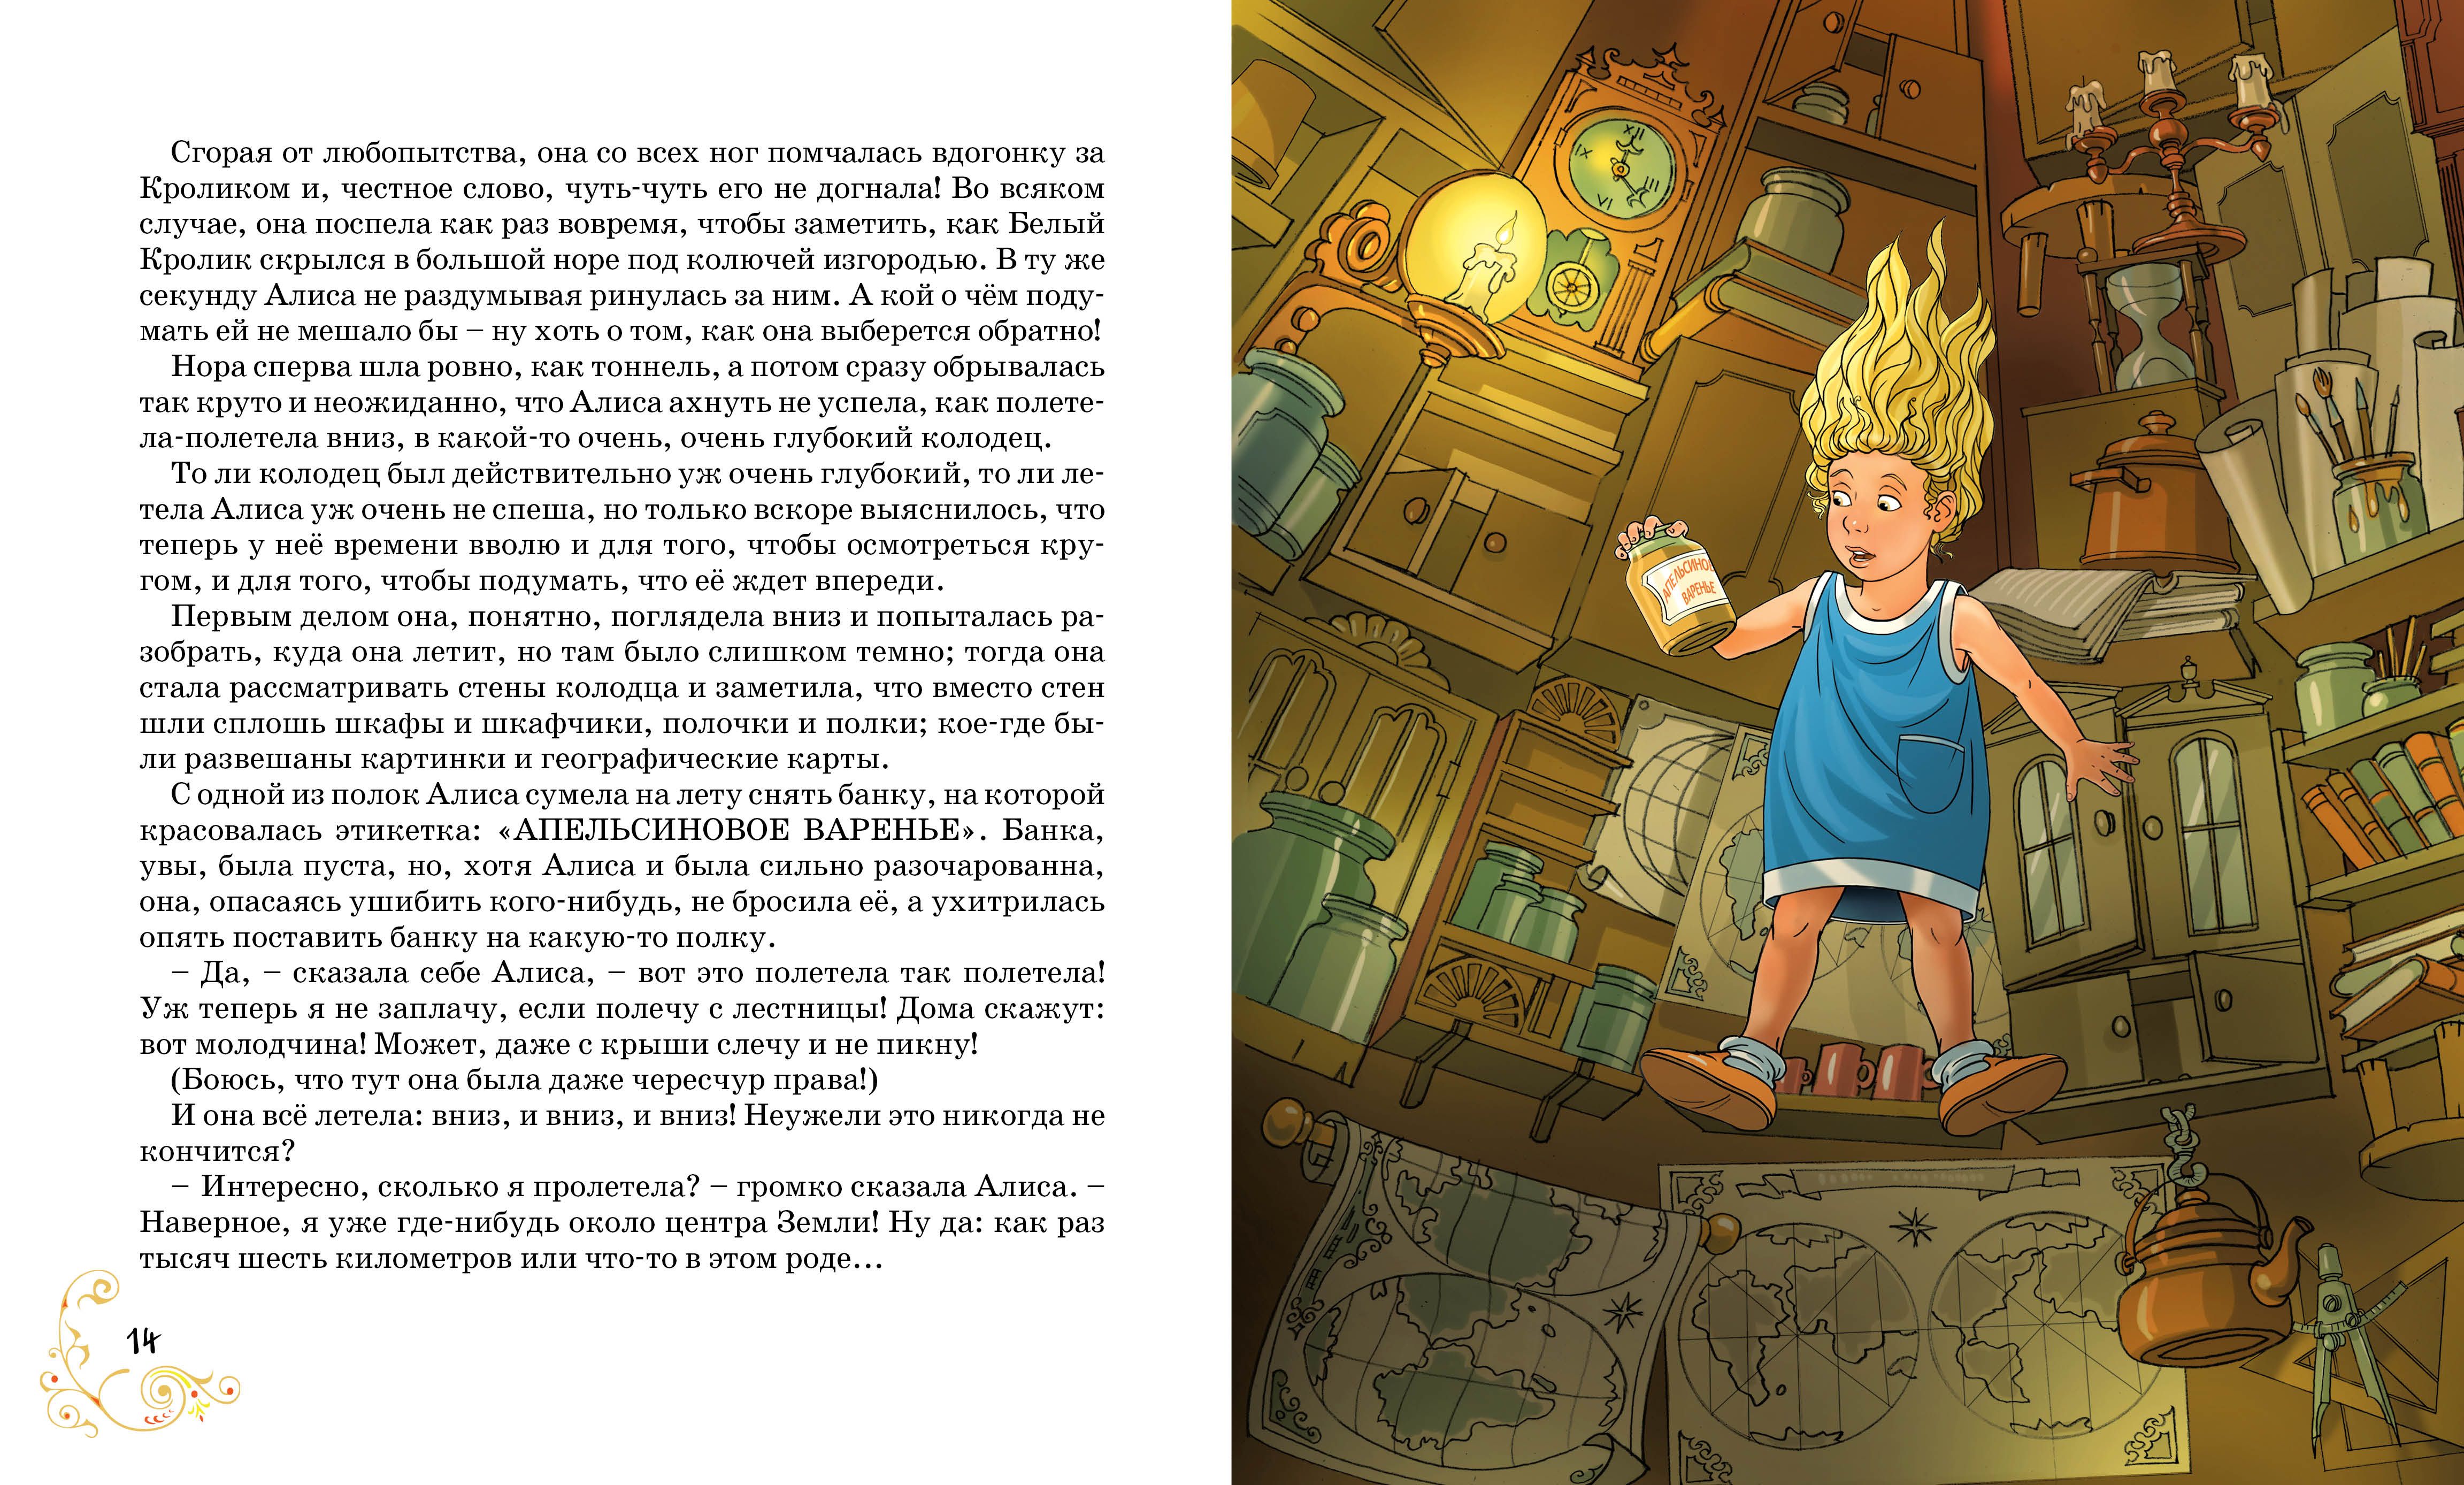 Сгорая от любопытства, она со всех ног помчалась вдогонку за
Кроликом и, честное слово, чуть-чуть его не догнала! Во всяком
случае, она поспела как раз вовремя, чтобы заметить, как Белый
Кролик скрылся в большой норе под колючей изгородью. В ту же
секунду Алиса не раздумывая ринулась за ним. А кой о чём поду-
мать ей не мешало бы – ну хоть о том, как она выберется обратно!
Нора сперва шла ровно, как тоннель, а потом сразу обрывалась
так круто и неожиданно, что Алиса ахнуть не успела, как полете-
ла-полетела вниз, в какой-то очень, очень глубокий колодец.
То ли колодец был действительно уж очень глубокий, то ли ле-
тела Алиса уж очень не спеша, но только вскоре выяснилось, что
теперь у неё времени вволю и для того, чтобы осмотреться кру-
гом, и для того, чтобы подумать, что её ждет впереди.
Первым делом она, понятно, поглядела вниз и попыталась ра-
зобрать, куда она летит, но там было слишком темно; тогда она
стала рассматривать стены колодца и заметила, что вместо стен
шли сплошь шкафы и шкафчики, полочки и полки; кое-где бы-
ли развешаны картинки и географические карты.
С одной из полок Алиса сумела на лету снять банку, на которой
красовалась этикетка: «АПЕЛЬСИНОВОЕ ВАРЕНЬЕ». Банка,
увы, была пуста, но, хотя Алиса и была сильно разочарованна,
она, опасаясь ушибить кого-нибудь, не бросила её, а ухитрилась
опять поставить банку на какую-то полку.
– Да, – сказала себе Алиса, – вот это полетела так полетела!
Уж теперь я не заплачу, если полечу с лестницы! Дома скажут:
вот молодчина! Может, даже с крыши слечу и не пикну!
(Боюсь, что тут она была даже чересчур права!)
И она всё летела: вниз, и вниз, и вниз! Неужели это никогда не
кончится?
– Интересно, сколько я пролетела? – громко сказала Алиса. –
Наверное, я уже где-нибудь около центра Земли! Ну да: как раз
тысяч шесть километров или что-то в этом роде...
14
XII
IX
III
VI
АПЕЛЬСИНОВ
ВАРЕНЬЕ